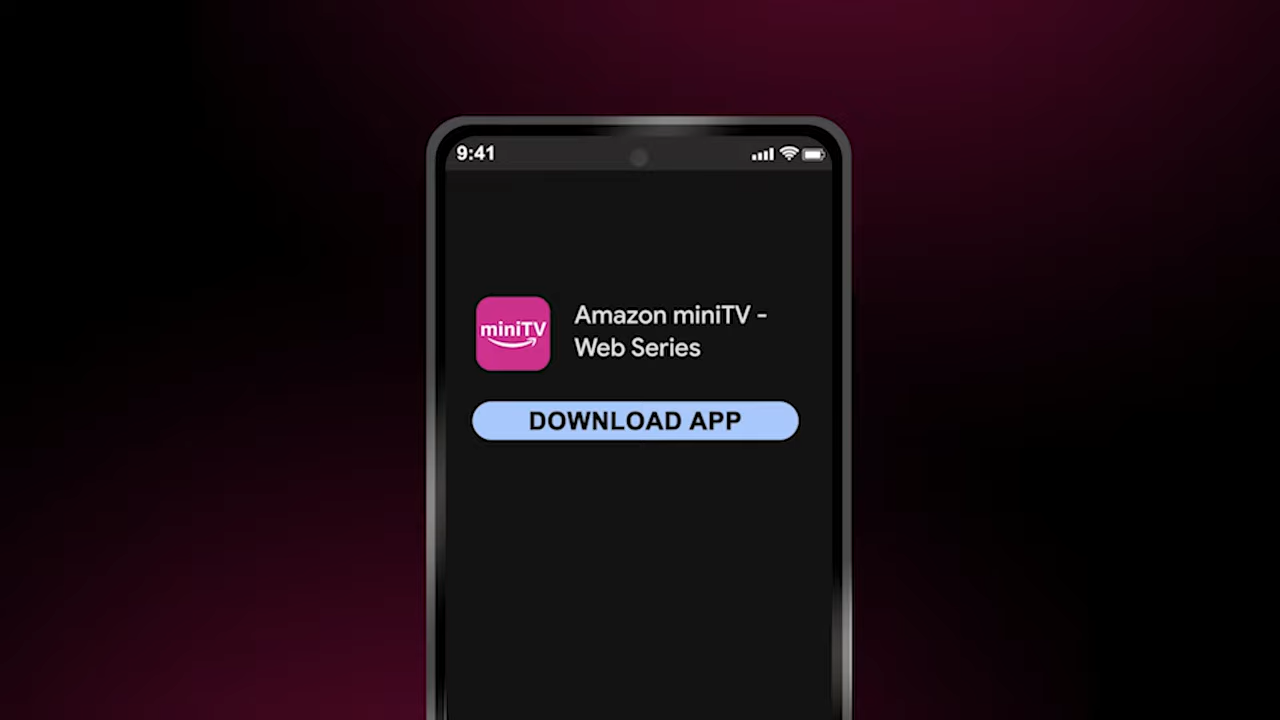 9:41
miniTV
Amazon miniTV -
Web Series
DOWNLOAD APP